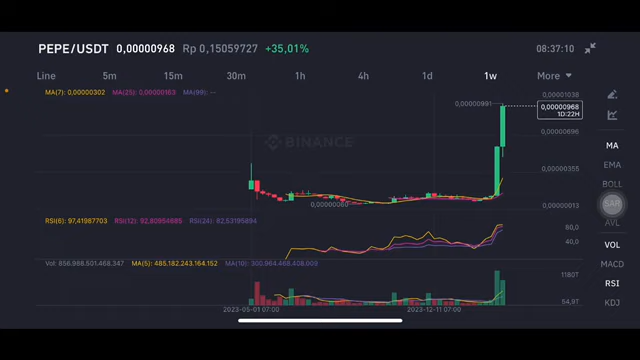 PEPE/USDT 0,00000968 Rp 0,15059727 +35,01% 08:37:10
Line 5m 15m 30m 1h 4h 1d 1w More
MA(7): 0,00000302 MA(25): 0,00000163 MA(99): --
0,00001038
0,00000991
0,00000968
1D:22H
0,00000696
BINANCE
0,00000355
0,00000060
0,00000013
MA
EMA
BOLL
SAR
AVL
RSI(6): 97,41987703 RSI(12): 92,80954685 RSI(24): 82,53195894
80,0
40,0
VOL
MACD
RSI
KDJ
Vol: 856.988.501.468.347 MA(5): 485.182.243.164.152 MA(10): 300.964.468.408.009
1180T
54,9T
2023-05-01 07:00 2023-12-11 07:00